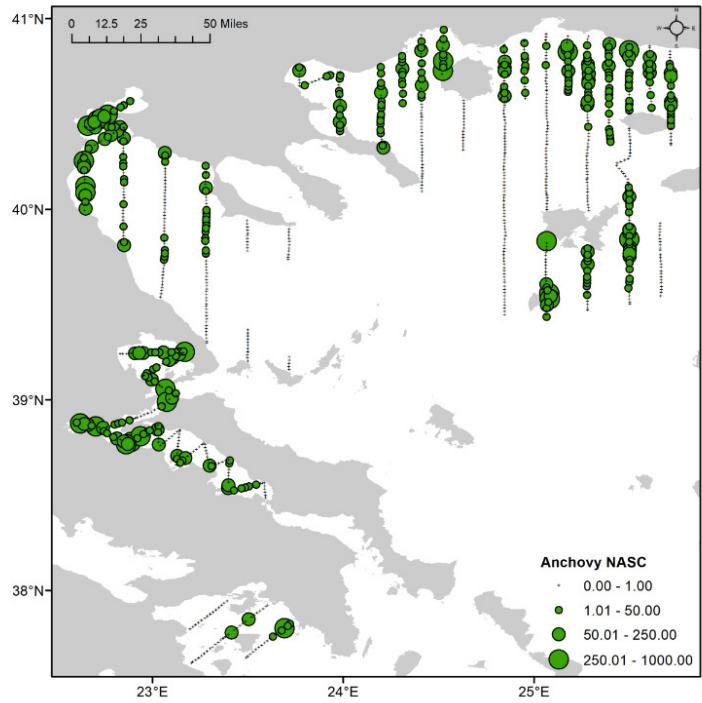 41°N
0 12.5 25 50 Miles
N
W E
S
40°N
39°N
38°N
Anchovy NASC
0.00 - 1.00
1.01 - 50.00
50.01 - 250.00
250.01 - 1000.00
23°E 24°E 25°E